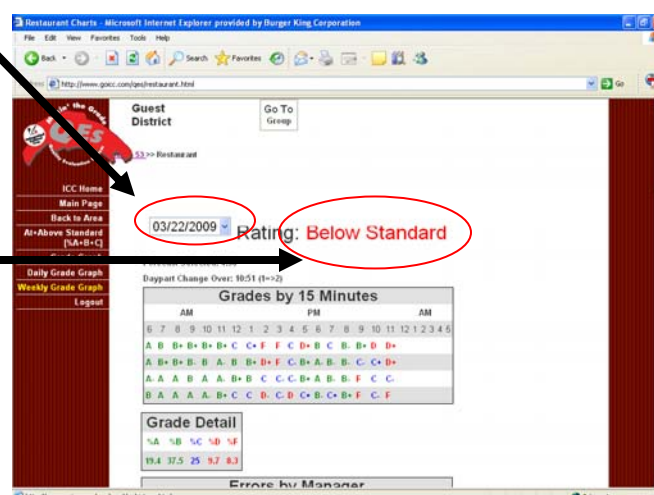 Restaurant Charts - Microsoft Internet Explorer provided by Burger King Corporation
File Edit View Favorites Tools Help
Back Search Favorites
http://www.goicc.com/qes/restaurant.html Go
Guest
District
Go To
Group
QEs
53 >> Restaurant
ICC Home
Main Page
Back to Area
At+Above Standard
[%A+B+C]
Daily Grade Graph
Weekly Grade Graph
Logout
03/22/2009 Rating: Below Standard
Daypart Change Over: 10:51 (1=>2)
Grades by 15 Minutes
AM PM AM
6 7 8 9 10 11 12 1 2 3 4 5 6 7 8 9 10 11 12 1 2 3 4 5
A B B+ B+ B+ B+ C C+ F F C D+ B C B- B+ D D+
A B+ B+ B- B A- B B+ D+ F C- B+ A- B- B- C- C+ D+
A- A A B A A- B+ B C C- C- B+ A B- B- F C C-
B A A A A- B+ C C D- C- D C+ B- C+ B+ F C- F
Grade Detail
%A %B %C %D %F
19.4 37.5 25 9.7 8.3
Errors by Manager